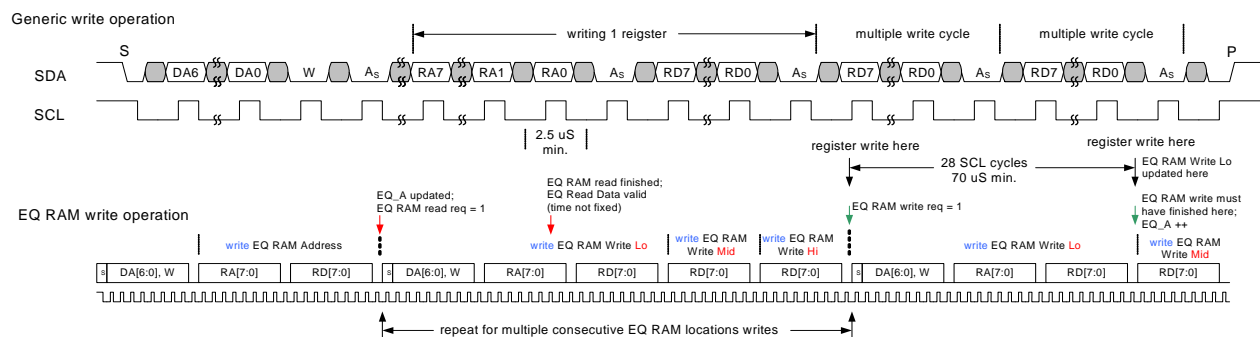 Generic write operation
writing 1 reigster
multiple write cycle
multiple write cycle
S
P
SDA
DA6 DA0 W As RA7 RA1 RA0 As RD7 RD0 As RD7 RD0 As RD7 RD0 As
SCL
2.5 uS
min.
register write here
register write here
28 SCL cycles
70 uS min.
EQ RAM Write Lo
updated here
EQ_A updated;
EQ RAM read req = 1
EQ RAM read finished;
EQ Read Data valid
(time not fixed)
EQ RAM write req = 1
EQ RAM write must
have finished here;
EQ_A ++
EQ RAM write operation
write EQ RAM Address
write EQ RAM Write Lo
write EQ RAM
Write Mid
write EQ RAM
Write Hi
write EQ RAM Write Lo
write EQ RAM
Write Mid
S DA[6:0], W RA[7:0] RD[7:0] S DA[6:0], W RA[7:0] RD[7:0] RD[7:0] RD[7:0] S DA[6:0], W RA[7:0] RD[7:0] RD[7:0]
repeat for multiple consecutive EQ RAM locations writes